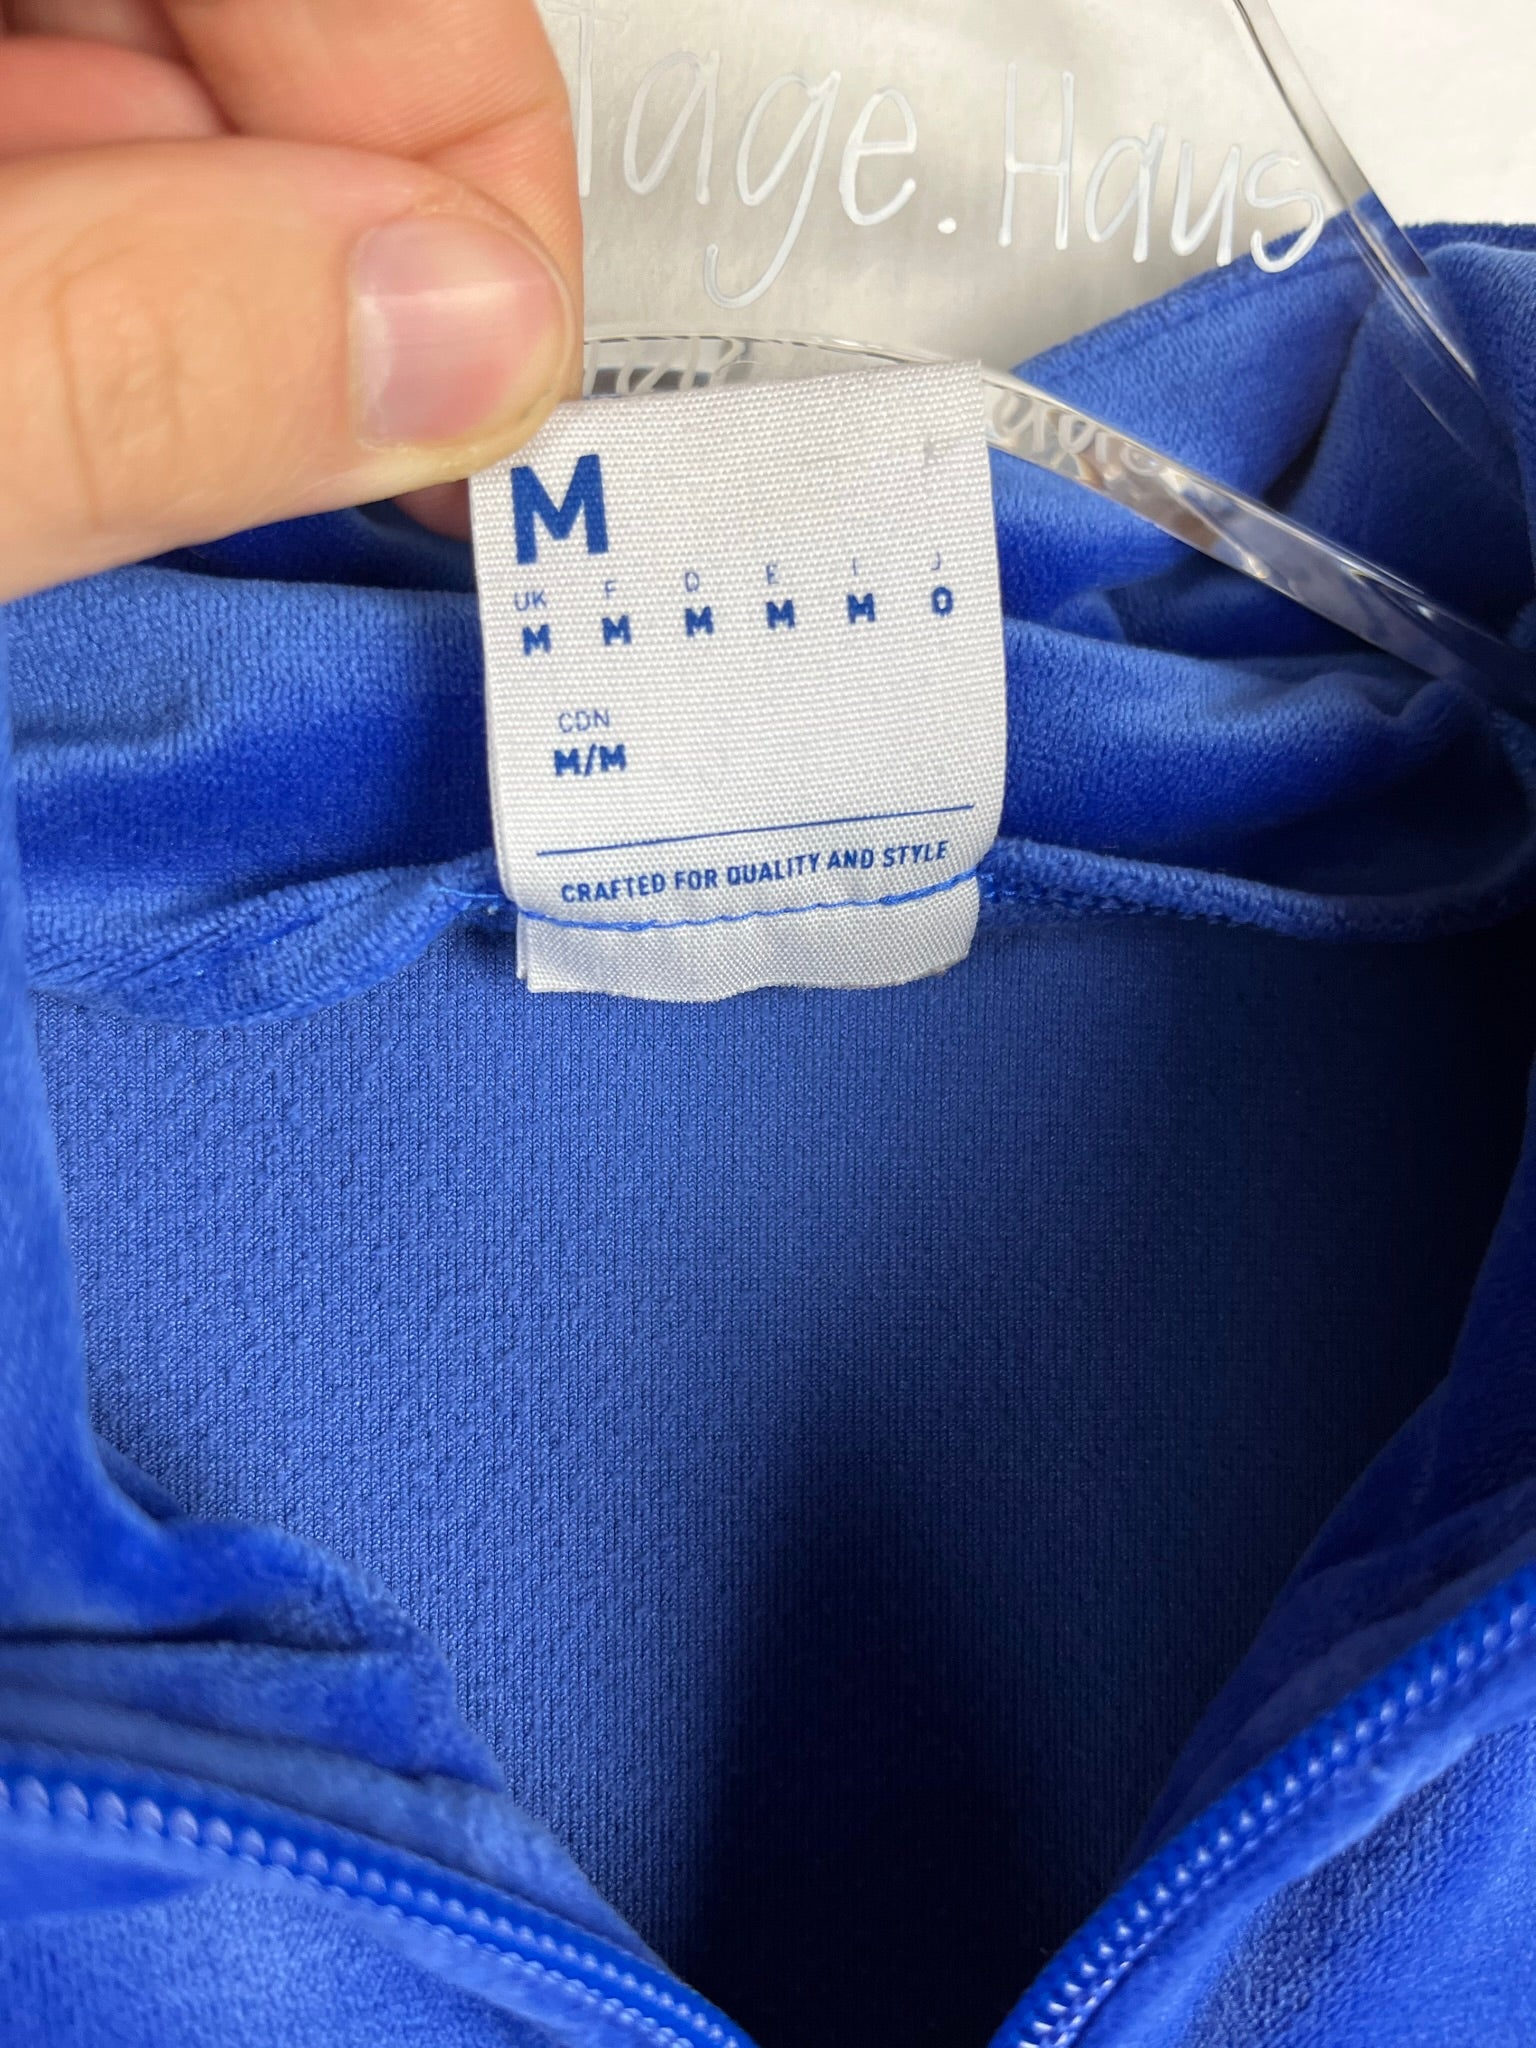 tage.Haus
M
UK F D E I J
M M M M M O
CDN
M/M
CRAFTED FOR QUALITY AND STYLE